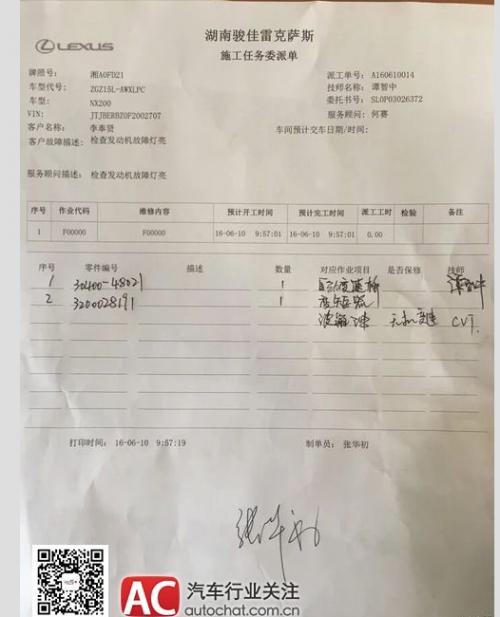 LEXUS
湖南骏佳雷克萨斯
施工任务委派单
牌照号: 湘A0FD21 派工单号: A160610014
车型代号: ZGZ15L-AWXLPC 技师名称: 谭智中
车型: NX200 委托书号: SLOP03026372
VIN: JTJBERBZ0F2002707 服务顾问: 何赛
客户名称: 李奉贤 车间预计交车日期/时间:
客户故障描述: 检查发动机故障灯亮
服务顾问描述: 检查发动机故障灯亮
序号 作业代码 维修内容 预计开工时间 预计完工时间 派工工时 检验 备注
1 F00000 F00000 16-06-10 9:57:01 16-06-10 9:57:01 0.00
序号 零件编号 描述 数量 对应作业项目 是否保修 技师
1 30400-48021 1
2 3200028191 1
CVT
打印时间: 16-06-10 9:57:19 制单员: 张华初
AC 汽车行业关注
autochat.com.cn